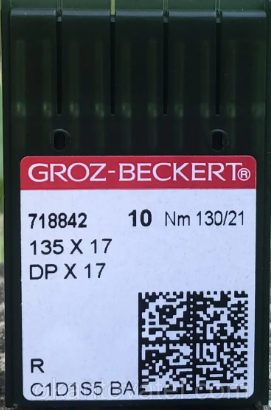 GROZ-BECKERT®
718842 10 Nm 130/21
135 X 17
DP X 17
R
C1D1S5 BA